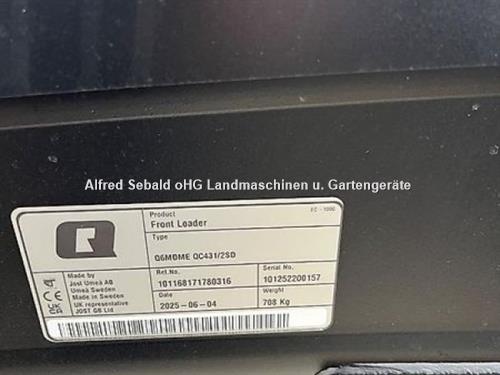 Alfred Sebald oHG Landmaschinen u. Gartengeräte
Q
Product
Front Loader
Type
Q6MDME QC431/2SD
Made by
Jost Umeå AB
Umeå Sweden
Made in Sweden
UK representative
JOST GB Ltd
Ref.No.
101168171780316
Serial No
101252200157
Date
2025-06-04
Weight
708 Kg
CE